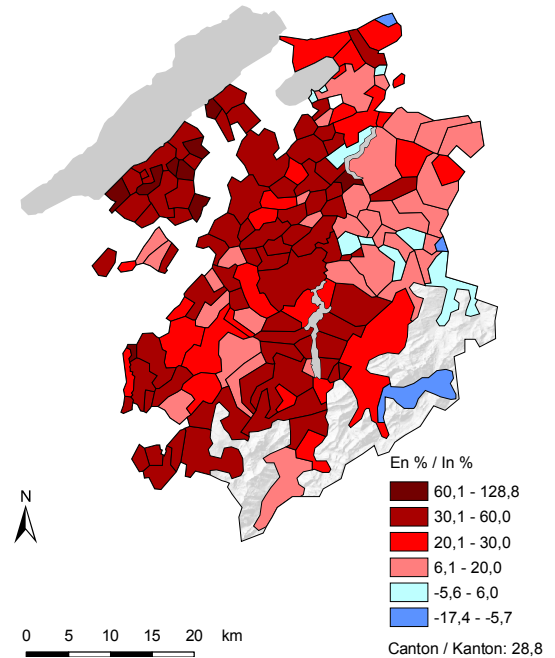 N
En % / In %
60,1 - 128,8
30,1 - 60,0
20,1 - 30,0
6,1 - 20,0
-5,6 - 6,0
-17,4 - -5,7
0 5 10 15 20 km
Canton / Kanton: 28,8